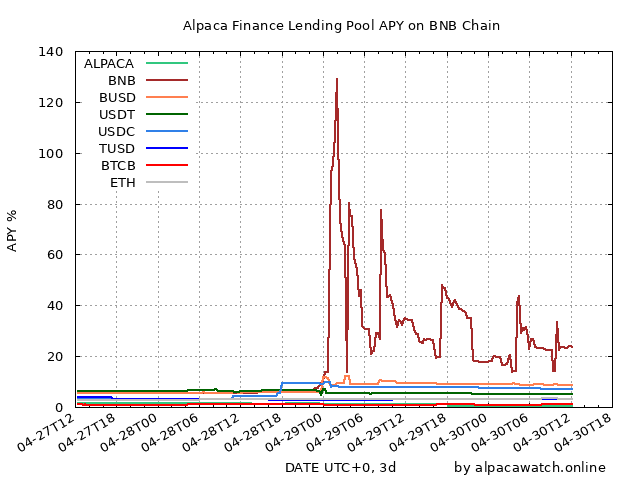 Alpaca Finance Lending Pool APY on BNB Chain
APY %
140
120
100
80
60
40
20
0
ALPACA
BNB
BUSD
USDT
USDC
TUSD
BTCB
ETH
04-27T12
04-27T18
04-28T00
04-28T06
04-28T12
04-28T18
04-29T00
04-29T06
04-29T12
04-29T18
04-30T00
04-30T06
04-30T12
04-30T18
DATE UTC+0, 3d
by alpacawatch.online